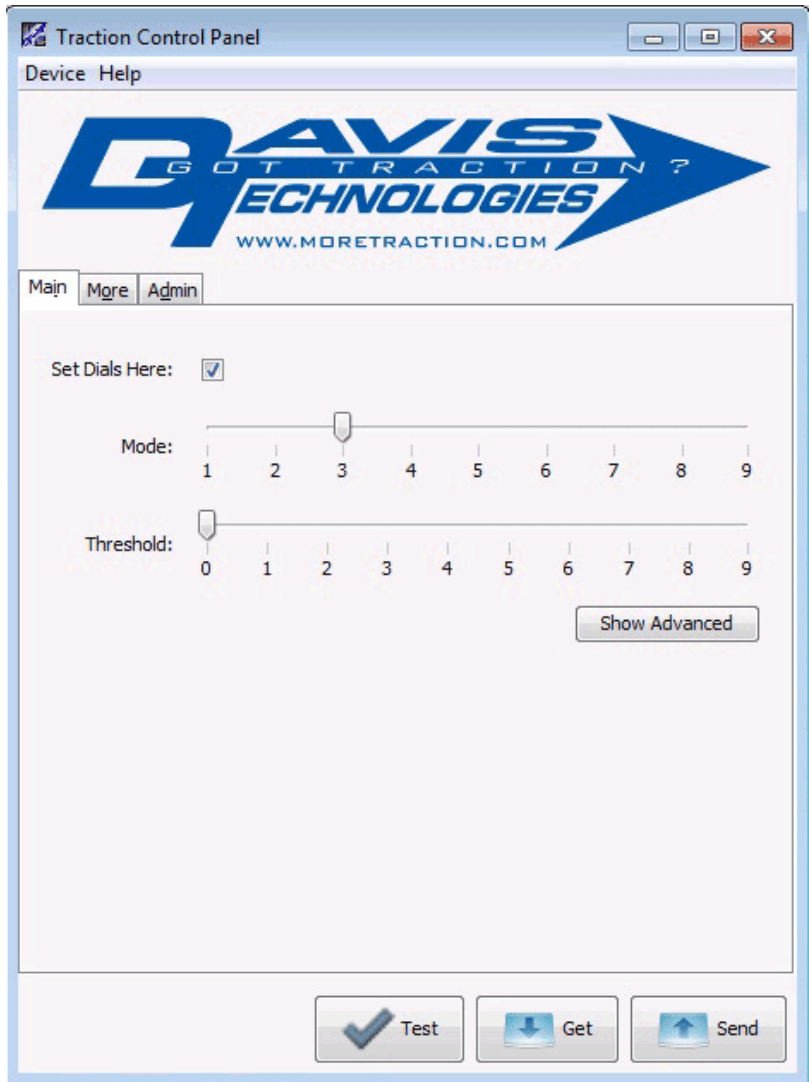 Traction Control Panel
Device Help
DAVIS
GOT TRACTION?
TECHNOLOGIES
WWW.MORETRACTION.COM
Main More Admin
Set Dials Here:
Mode:
1 2 3 4 5 6 7 8 9
Threshold:
0 1 2 3 4 5 6 7 8 9
Show Advanced
Test Get Send